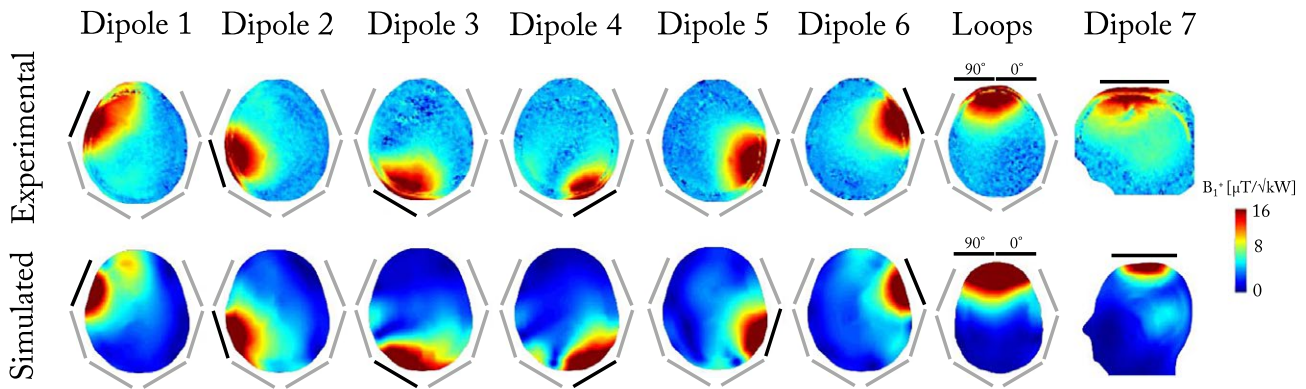 Dipole 1 Dipole 2 Dipole 3 Dipole 4 Dipole 5 Dipole 6 Loops Dipole 7
Experimental
90° 0°
B₁⁺ [μT/√kW]
16
8
0
Simulated
90° 0°